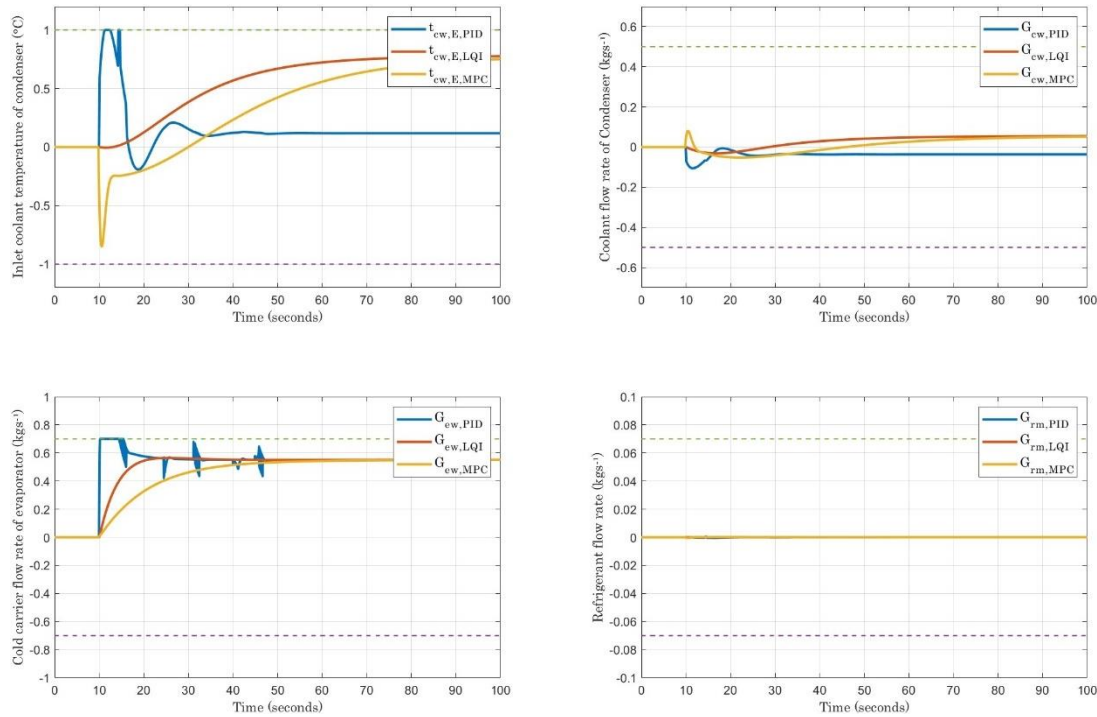 Inlet coolant temperature of condenser (°C)
1
0.5
0
-0.5
-1
t_cw,E,PID
t_cw,E,LQI
t_cw,E,MPC
0 10 20 30 40 50 60 70 80 90 100
Time (seconds)
Coolant flow rate of Condenser (kgs⁻¹)
0.6
0.4
0.2
0
-0.2
-0.4
-0.6
G_cw,PID
G_cw,LQI
G_cw,MPC
0 10 20 30 40 50 60 70 80 90 100
Time (seconds)
Cold carrier flow rate of evaporator (kgs⁻¹)
1
0.8
0.6
0.4
0.2
0
-0.2
-0.4
-0.6
-0.8
-1
G_ew,PID
G_ew,LQI
G_ew,MPC
0 10 20 30 40 50 60 70 80 90 100
Time (seconds)
Refrigerant flow rate (kgs⁻¹)
0.1
0.08
0.06
0.04
0.02
0
-0.02
-0.04
-0.06
-0.08
-0.1
G_rm,PID
G_rm,LQI
G_rm,MPC
0 10 20 30 40 50 60 70 80 90 100
Time (seconds)